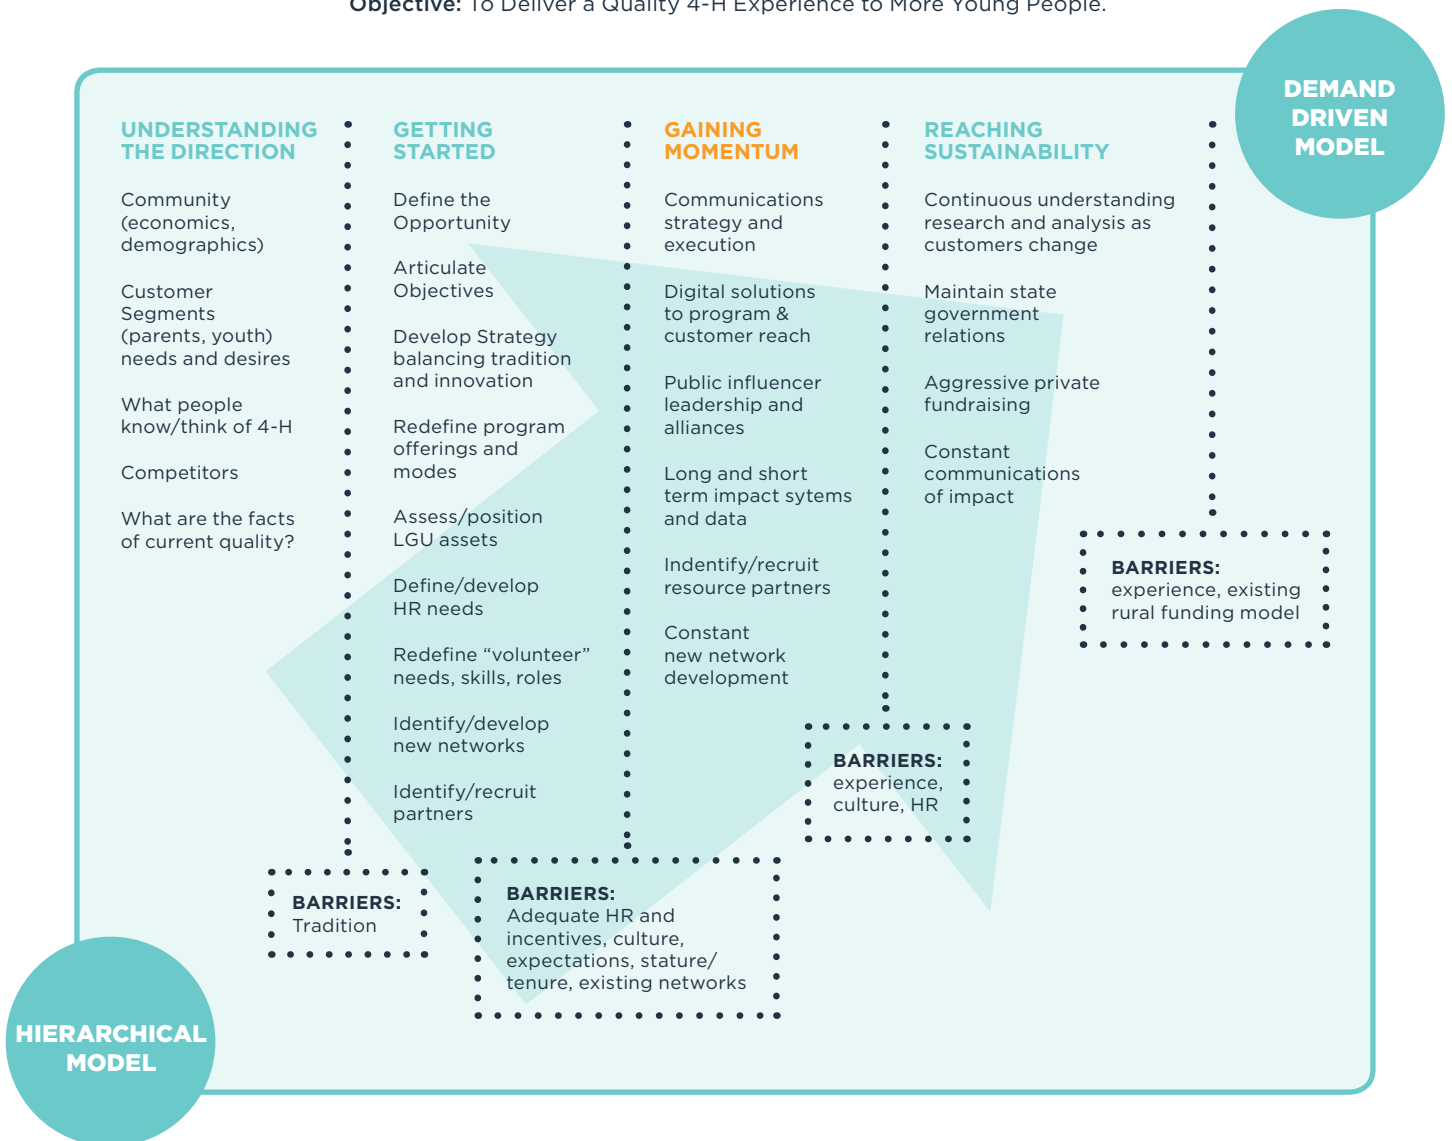 Objective: To Deliver a Quality 4-H Experience to More Young People.
DEMAND
DRIVEN
MODEL
UNDERSTANDING
THE DIRECTION
Community
(economics,
demographics)
Customer
Segments
(parents, youth)
needs and desires
What people
know/think of 4-H
Competitors
What are the facts
of current quality?
GETTING
STARTED
Define the
Opportunity
Articulate
Objectives
Develop Strategy
balancing tradition
and innovation
Redefine program
offerings and
modes
Assess/position
LGU assets
Define/develop
HR needs
Redefine “volunteer”
needs, skills, roles
Identify/develop
new networks
Identify/recruit
partners
GAINING
MOMENTUM
Communications
strategy and
execution
Digital solutions
to program &
customer reach
Public influencer
leadership and
alliances
Long and short
term impact sytems
and data
Indentify/recruit
resource partners
Constant
new network
development
REACHING
SUSTAINABILITY
Continuous understanding
research and analysis as
customers change
Maintain state
government
relations
Aggressive private
fundraising
Constant
communications
of impact
BARRIERS:
experience, existing
rural funding model
BARRIERS:
experience,
culture, HR
BARRIERS:
Tradition
BARRIERS:
Adequate HR and
incentives, culture,
expectations, stature/
tenure, existing networks
HIERARCHICAL
MODEL